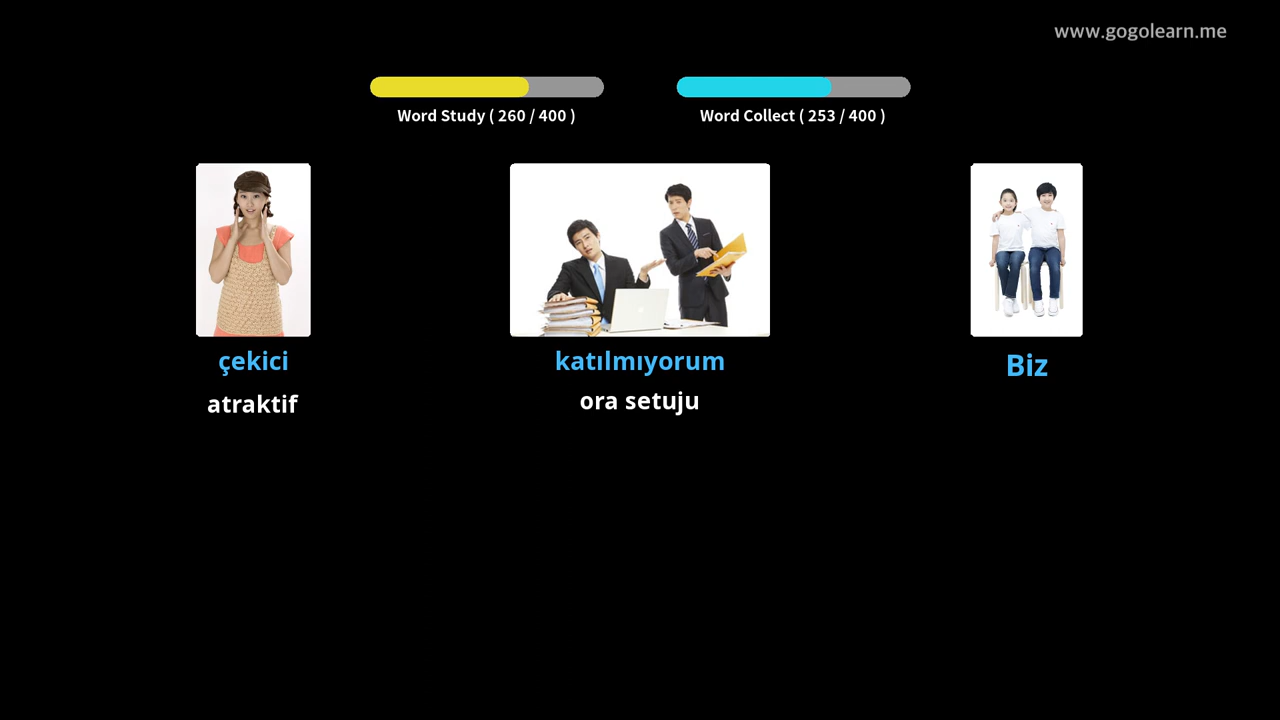 www.gogolearn.me
Word Study ( 260 / 400 )
Word Collect ( 253 / 400 )
çekici
atraktif
katılmıyorum
ora setuju
Biz